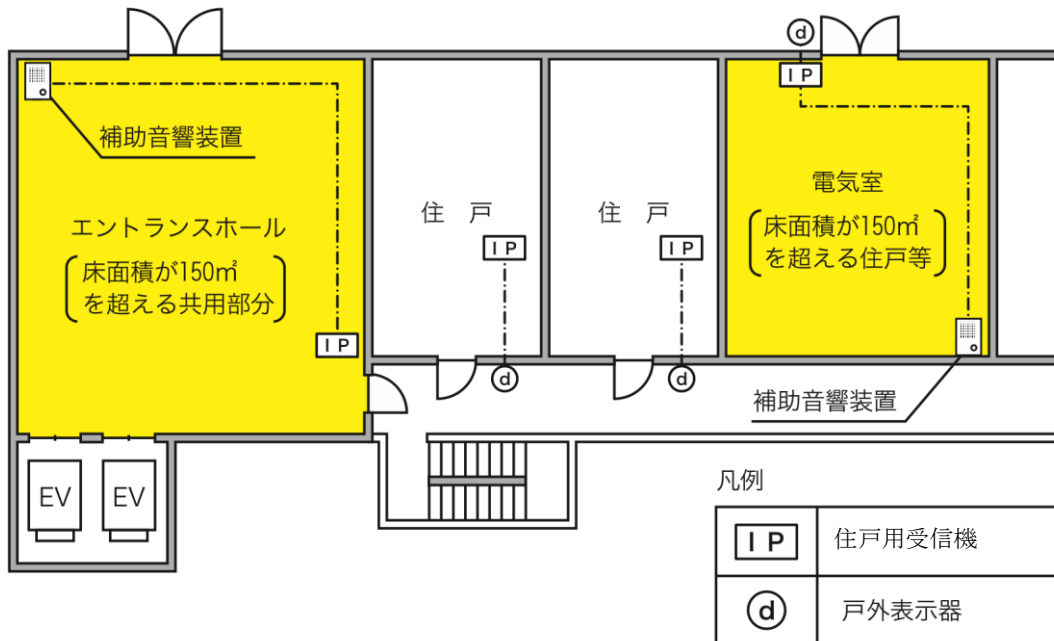 d
IP
補助音響装置
エントランスホール
床面積が150㎡
を超える共用部分
IP
住 戸
IP
d
住 戸
IP
d
電気室
床面積が150㎡
を超える住戸等
補助音響装置
EV
EV
凡例
IP 住戸用受信機
d 戸外表示器